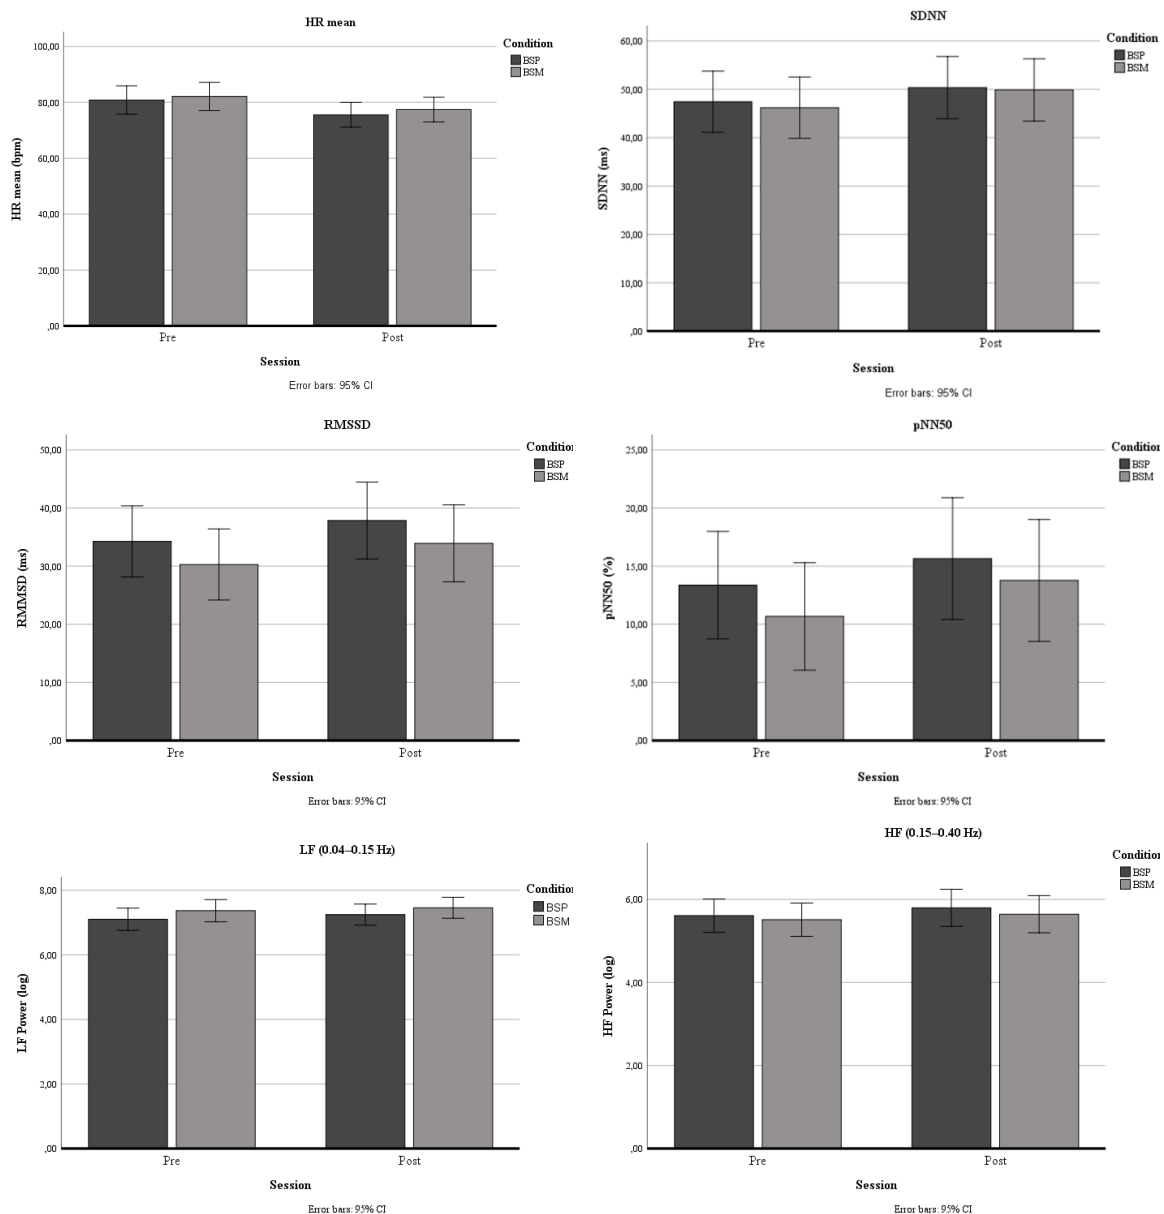 HR mean
Condition
BSP
BSM
HR mean (bpm)
100,00
80,00
60,00
40,00
20,00
,00
Pre
Post
Session
Error bars: 95% CI
SDNN
Condition
BSP
BSM
SDNN (ms)
60,00
50,00
40,00
30,00
20,00
10,00
,00
Pre
Post
Session
Error bars: 95% CI
RMSSD
Condition
BSP
BSM
RMMSD (ms)
50,00
40,00
30,00
20,00
10,00
,00
Pre
Post
Session
Error bars: 95% CI
pNN50
Condition
BSP
BSM
pNN50 (%)
25,00
20,00
15,00
10,00
5,00
,00
Pre
Post
Session
Error bars: 95% CI
LF (0.04–0.15 Hz)
Condition
BSP
BSM
LF Power (log)
8,00
6,00
4,00
2,00
,00
Pre
Post
Session
Error bars: 95% CI
HF (0.15–0.40 Hz)
Condition
BSP
BSM
HF Power (log)
6,00
4,00
2,00
,00
Pre
Post
Session
Error bars: 95% CI